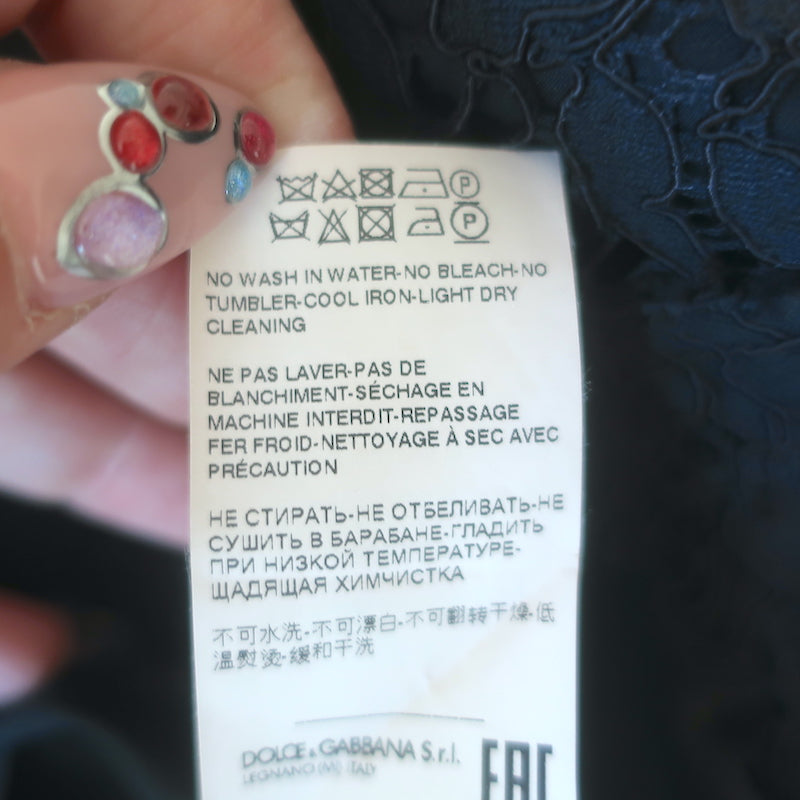 P
P
NO WASH IN WATER-NO BLEACH-NO
TUMBLER-COOL IRON-LIGHT DRY
CLEANING
NE PAS LAVER-PAS DE
BLANCHIMENT-SÉCHAGE EN
MACHINE INTERDIT-REPASSAGE
FER FROID-NETTOYAGE À SEC AVEC
PRÉCAUTION
НЕ СТИРАТЬ-НЕ ОТБЕЛИВАТЬ-НЕ
СУШИТЬ В БАРАБАНЕ-ГЛАДИТЬ
ПРИ НИЗКОЙ ТЕМПЕРАТУРЕ-
ЩАДЯЩАЯ ХИМЧИСТКА
不可水洗-不可漂白-不可翻转干燥-低
温熨烫-缓和干洗
DOLCE & GABBANA S.r.l.
LEGNANO (MI) ITALY
EAC